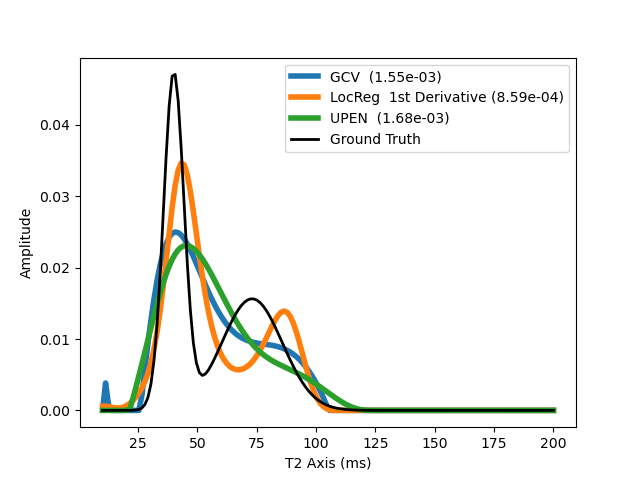 GCV  (1.55e-03)
LocReg  1st Derivative (8.59e-04)
UPEN  (1.68e-03)
Ground Truth
0.04
0.03
0.02
0.01
0.00
Amplitude
25 50 75 100 125 150 175 200
T2 Axis (ms)